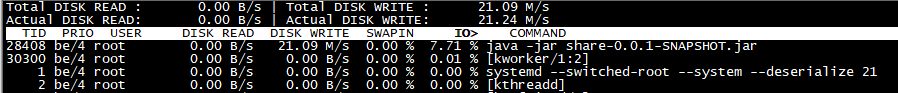 Total DISK READ : 0.00 B/s | Total DISK WRITE : 21.09 M/s
Actual DISK READ: 0.00 B/s | Actual DISK WRITE: 21.24 M/s
TID PRIO USER DISK READ DISK WRITE SWAPIN IO> COMMAND
28408 be/4 root 0.00 B/s 21.09 M/s 0.00 % 7.71 % java -jar share-0.0.1-SNAPSHOT.jar
30300 be/4 root 0.00 B/s 0.00 B/s 0.00 % 0.01 % [kworker/1:2]
1 be/4 root 0.00 B/s 0.00 B/s 0.00 % 0.00 % systemd --switched-root --system --deserialize 21
2 be/4 root 0.00 B/s 0.00 B/s 0.00 % 0.00 % [kthreadd]